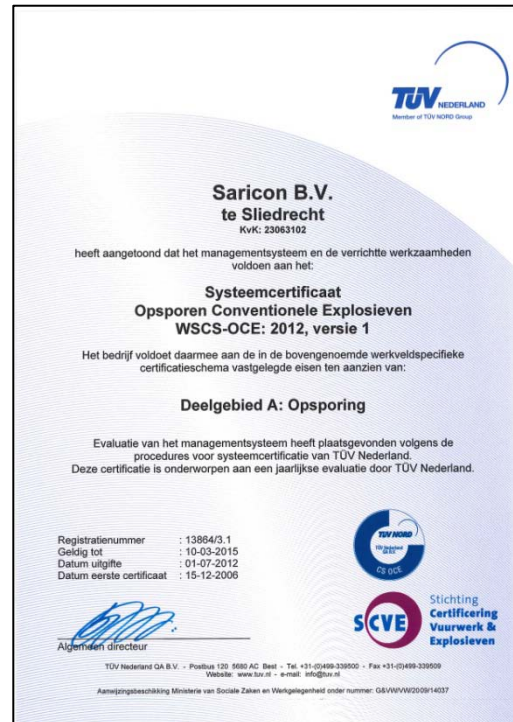 TÜV NEDERLAND
Member of TÜV NORD Group
Saricon B.V.
te Sliedrecht
KvK: 23063102
heeft aangetoond dat het managementsysteem en de verrichtte werkzaamheden
voldoen aan het:
Systeemcertificaat
Opsporen Conventionele Explosieven
WSCS-OCE: 2012, versie 1
Het bedrijf voldoet daarmee aan de in de bovengenoemde werkveldspecifieke
certificatieschema vastgelegde eisen ten aanzien van:
Deelgebied A: Opsporing
Evaluatie van het managementsysteem heeft plaatsgevonden volgens de
procedures voor systeemcertificatie van TÜV Nederland.
Deze certificatie is onderworpen aan een jaarlijkse evaluatie door TÜV Nederland.
Registratienummer : 13864/3.1
Geldig tot : 10-03-2015
Datum uitgifte : 01-07-2012
Datum eerste certificaat : 15-12-2006
TUV NORD
TÜV Nederland
QA B.V.
CS OCE
Algemeen directeur
SCVE
Stichting
Certificering
Vuurwerk &
Explosieven
TÜV Nederland QA B.V. - Postbus 120 5680 AC Best - Tel. +31-(0)499-339500 - Fax +31-(0)499-339509
Website: www.tuv.nl - e-mail: info@tuv.nl
Aanwijzingsbeschikking Ministerie van Sociale Zaken en Werkgelegenheid onder nummer: G&VW/VW/2009/14037